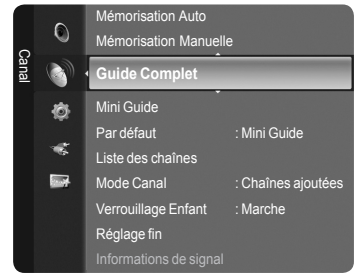 Canal
Mémorisation Auto
Mémorisation Manuelle
Guide Complet
Mini Guide
Par défaut : Mini Guide
Liste des chaînes
Mode Canal : Chaînes ajoutées
Verrouillage Enfant : Marche
Réglage fin
Informations de signal